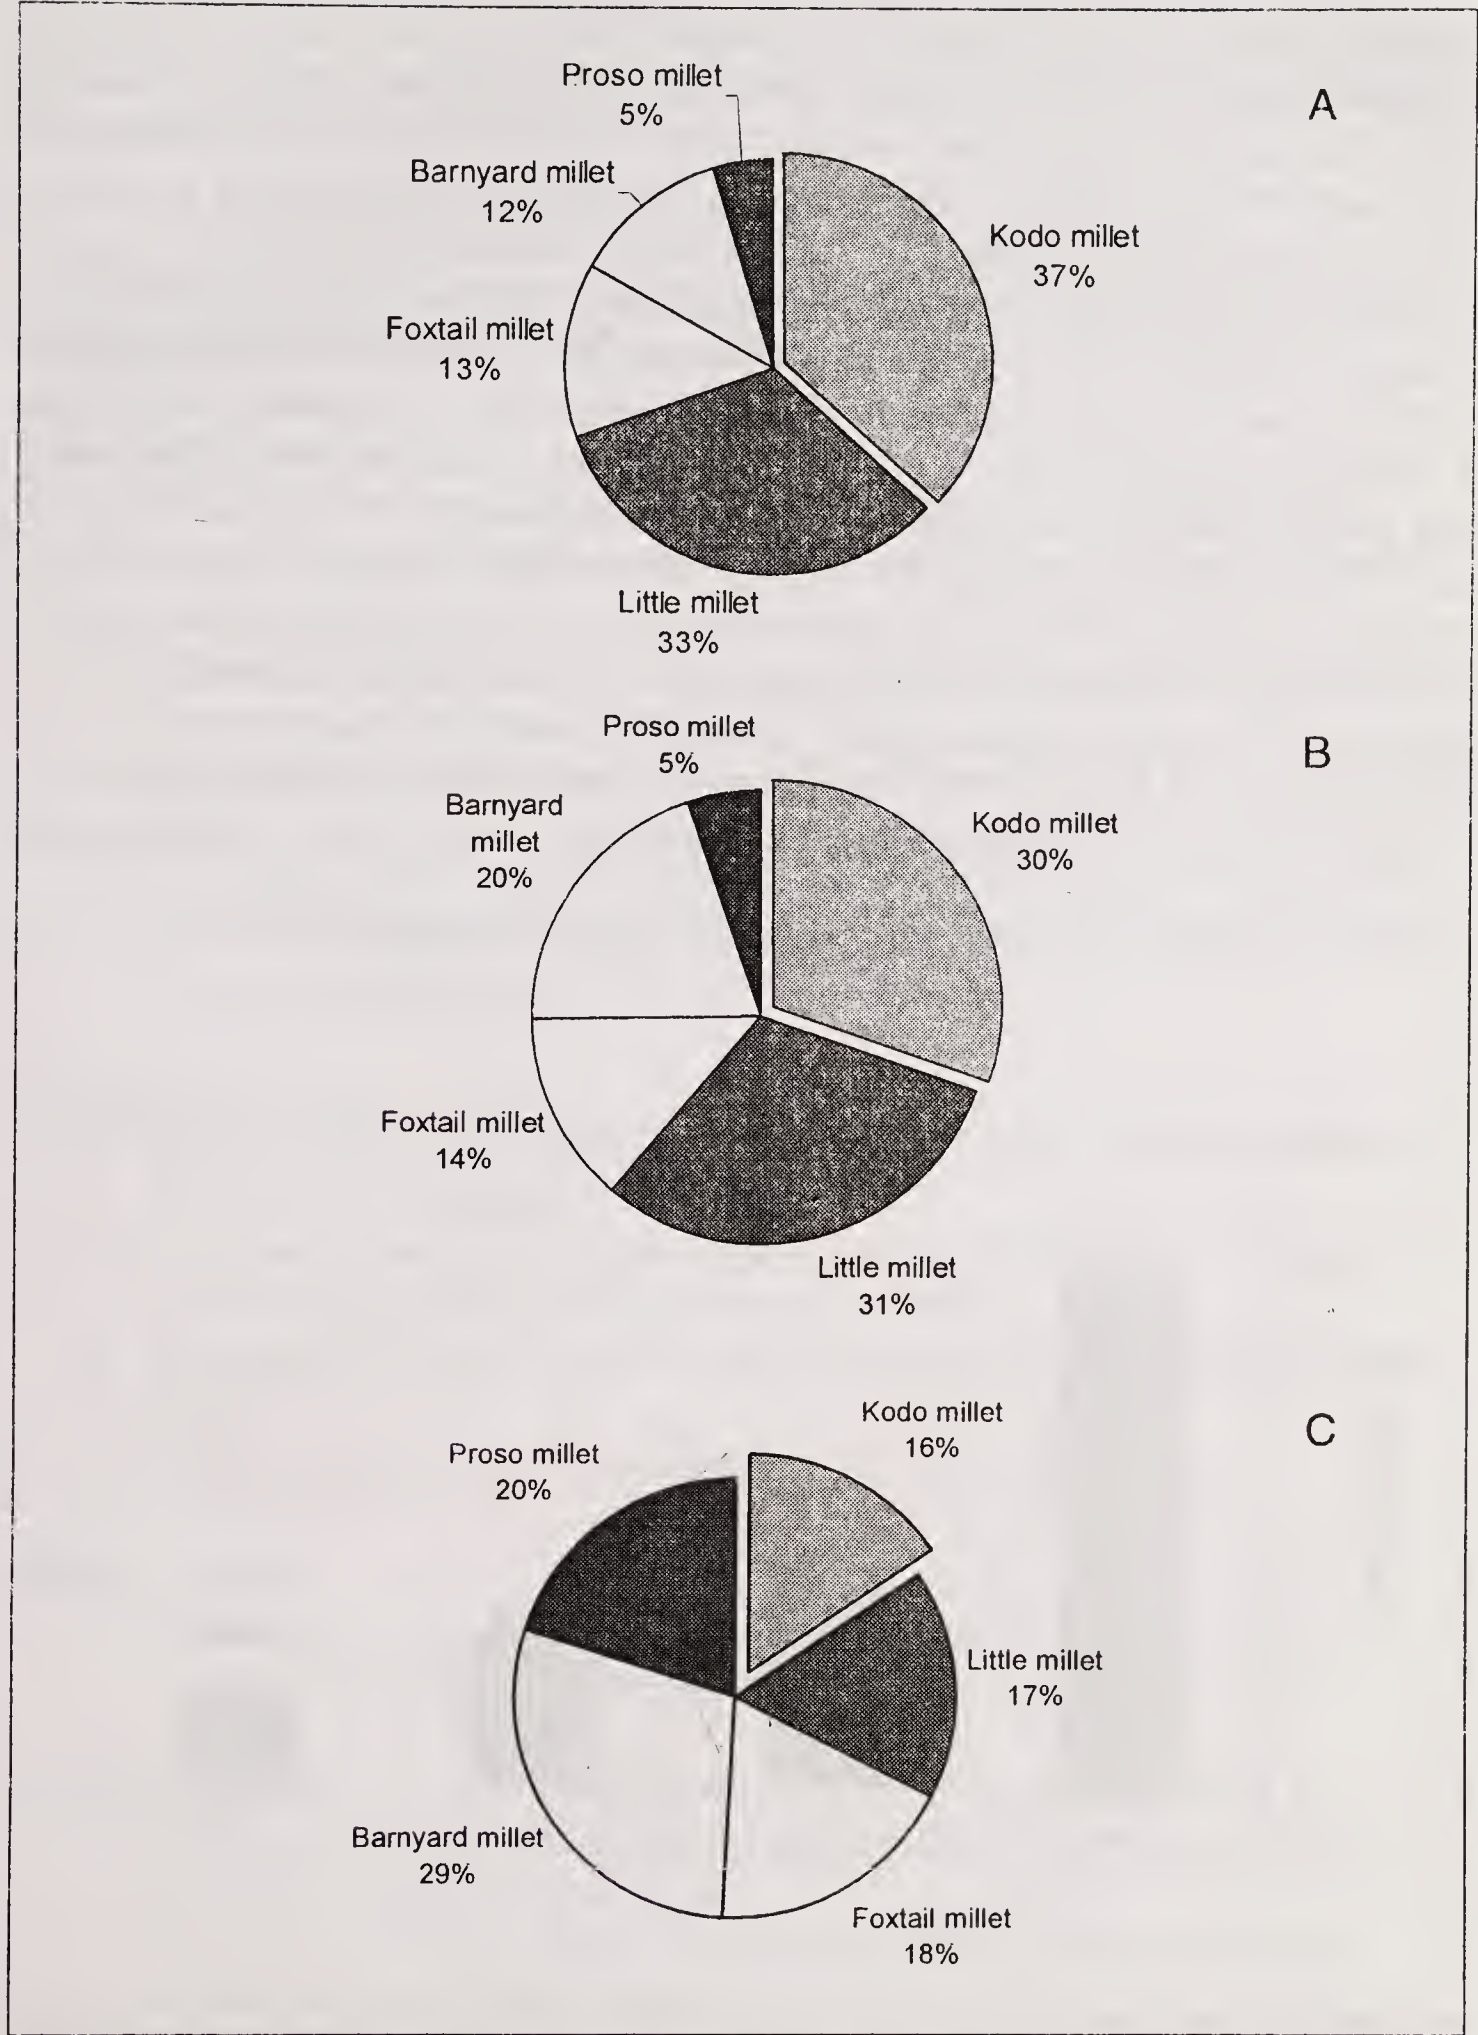 A
Proso millet
5%
Barnyard millet
12%
Kodo millet
37%
Foxtail millet
13%
Little millet
33%
B
Proso millet
5%
Barnyard
millet
20%
Kodo millet
30%
Foxtail millet
14%
Little millet
31%
C
Kodo millet
16%
Proso millet
20%
Little millet
17%
Barnyard millet
29%
Foxtail millet
18%